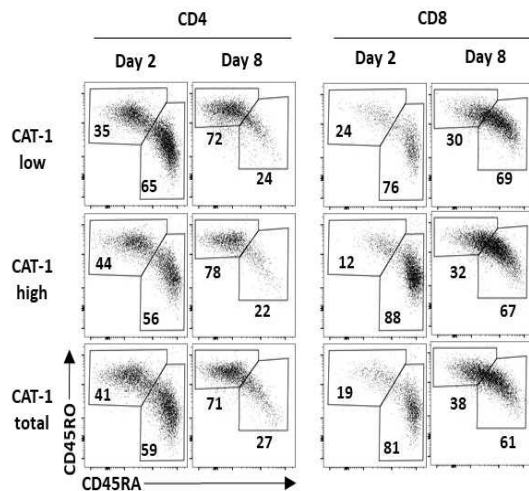 CD4 CD8
Day 2 Day 8 Day 2 Day 8
CAT-1
low
35 65 72 24 24 76 30 69
CAT-1
high
44 56 78 22 12 88 32 67
CAT-1
total
41 59 71 27 19 81 38 61
CD45RO
CD45RA